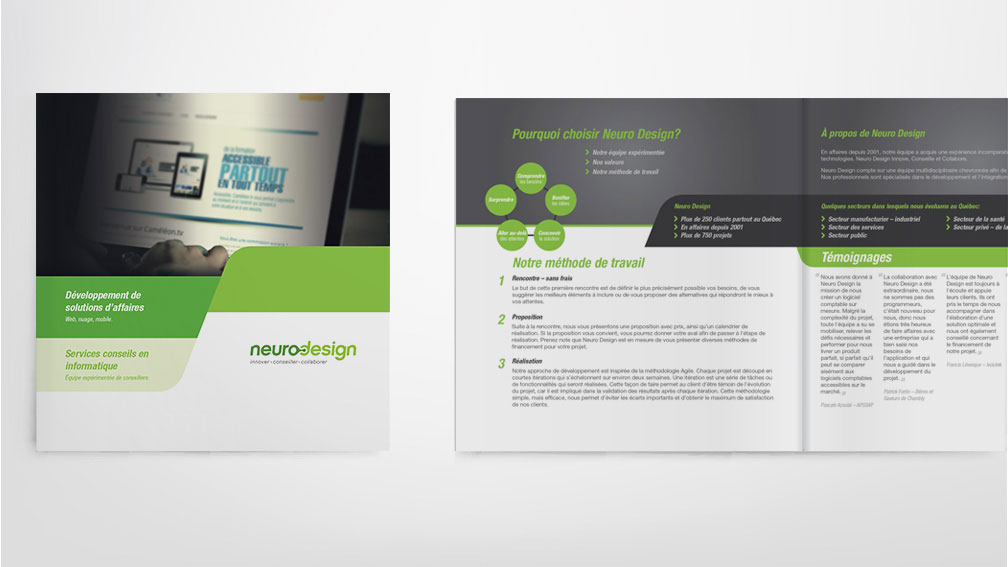 de la formation
ACCESSIBLE
PARTOUT
EN TOUT TEMPS
sur Caméléon.tv
Développement de
solutions d'affaires
Web, nuage, mobile.
Services conseils en
informatique
Équipe expérimentée de conseillers
neuro-design
innover • conseiller • collaborer
Pourquoi choisir Neuro Design?
Notre équipe expérimentée
Nos valeurs
Notre méthode de travail
Comprendre
les besoins
Bonifier
les idées
Concevoir
la solution
Aller au-delà
des attentes
Surprendre
Neuro Design
Plus de 250 clients partout au Québec
En affaires depuis 2001
Plus de 750 projets
Notre méthode de travail
1 Rencontre – sans frais
Le but de cette première rencontre est de définir le plus précisément possible vos besoins, de vous
suggérer les meilleurs éléments à inclure ou de vous proposer des alternatives qui répondront le mieux à
vos attentes.
2 Proposition
Suite à la rencontre, nous vous présentons une proposition avec prix, ainsi qu'un calendrier de
réalisation. Si la proposition vous convient, vous pourrez donner votre aval afin de passer à l'étape de
réalisation. Prenez note que Neuro Design est en mesure de vous présenter diverses méthodes de
financement pour votre projet.
3 Réalisation
Notre approche de développement est inspirée de la méthodologie Agile. Chaque projet est découpé en
courtes itérations qui s'échelonnent sur environ deux semaines. Une itération est une série de tâches ou
de fonctionnalités qui seront réalisées. Cette façon de faire permet au client d'être témoin de l'évolution
du projet, car il est impliqué dans la validation des résultats après chaque itération. Cette méthodologie
simple, mais efficace, nous permet d'éviter les écarts importants et d'obtenir le maximum de satisfaction
de nos clients.
À propos de Neuro Design
En affaires depuis 2001, notre équipe a acquis une expérience incomparable
technologies. Neuro Design Innove, Conseille et Collabore.
Neuro Design compte sur une équipe multidisciplinaire chevronnée afin de
Nos professionnels sont spécialisés dans le développement et l'intégration
Quelques secteurs dans lesquels nous évoluons au Québec:
Secteur manufacturier – industriel
Secteur des services
Secteur public
Secteur de la santé
Secteur privé – de la
Témoignages
Nous avons donné à
Neuro Design la
mission de nous
créer un logiciel
comptable sur
mesure. Malgré la
complexité du projet,
toute l'équipe a su se
mobiliser, relever les
défis nécessaires et
performer pour nous
livrer un produit
parfait, si parfait qu'il
peut se comparer
aisément aux
logiciels comptables
accessibles sur le
marché.
Pascale Azoulai – APSSAP
La collaboration avec
Neuro Design a été
extraordinaire, nous
ne sommes pas des
programmeurs,
c'était nouveau pour
nous, donc nous
étions très heureux
de faire affaires avec
une entreprise qui a
bien saisi nos
besoins de
l'application et qui
nous a guidé dans le
développement du
projet.
Patrick Fortin – Bières et
Saveurs de Chambly
L'équipe de Neuro
Design est toujours à
l'écoute et appuie
leurs clients. Ils ont
pris le temps de nous
accompagner dans
l'élaboration d'une
solution optimale et
nous ont également
conseillé concernant
le financement de
notre projet.